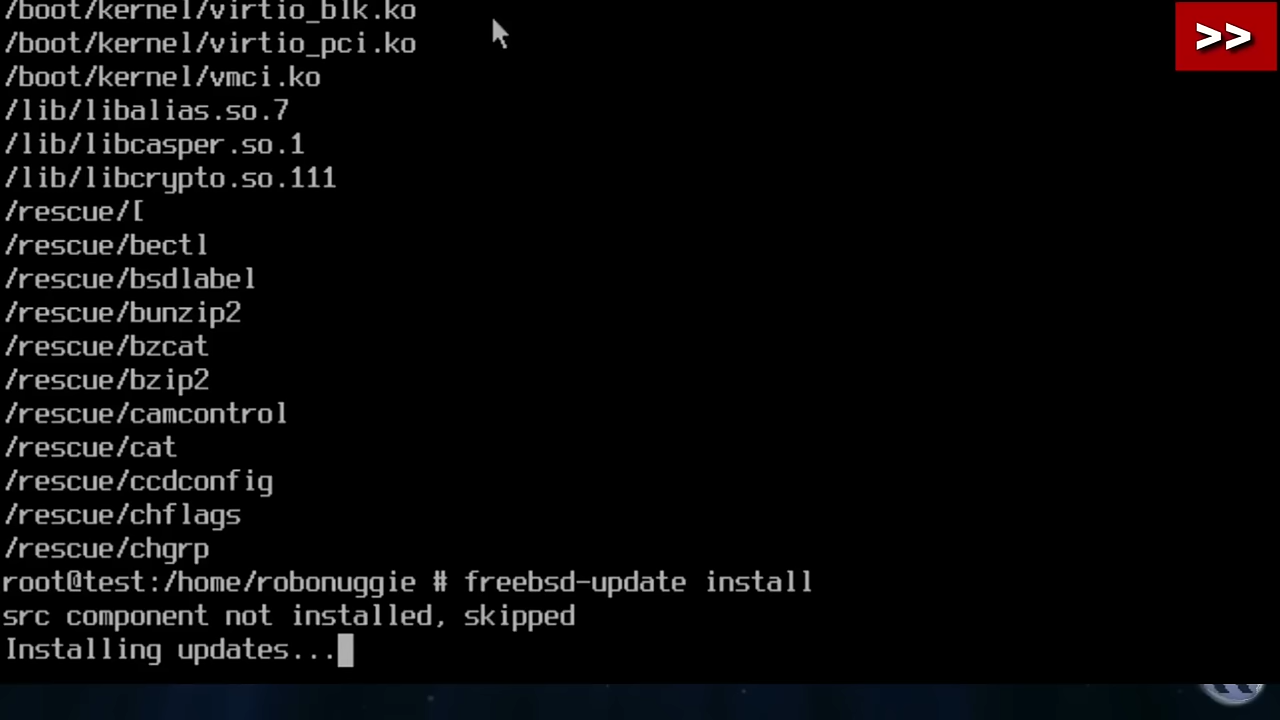 /boot/kernel/virtio_blk.ko
/boot/kernel/virtio_pci.ko
/boot/kernel/vmci.ko
/lib/libalias.so.7
/lib/libcasper.so.1
/lib/libcrypto.so.111
/rescue/[
/rescue/bectl
/rescue/bsdlabel
/rescue/bunzip2
/rescue/bzcat
/rescue/bzip2
/rescue/camcontrol
/rescue/cat
/rescue/ccdconfig
/rescue/chflags
/rescue/chgrp
root@test:/home/robonuggie # freebsd-update install
src component not installed, skipped
Installing updates...
>>